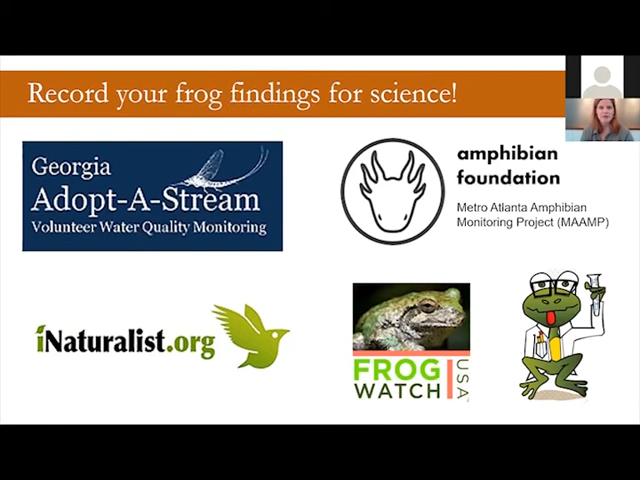 Record your frog findings for science!
Georgia
Adopt-A-Stream
Volunteer Water Quality Monitoring
amphibian
foundation
Metro Atlanta Amphibian
Monitoring Project (MAAMP)
iNaturalist.org
FROG
WATCH
USA